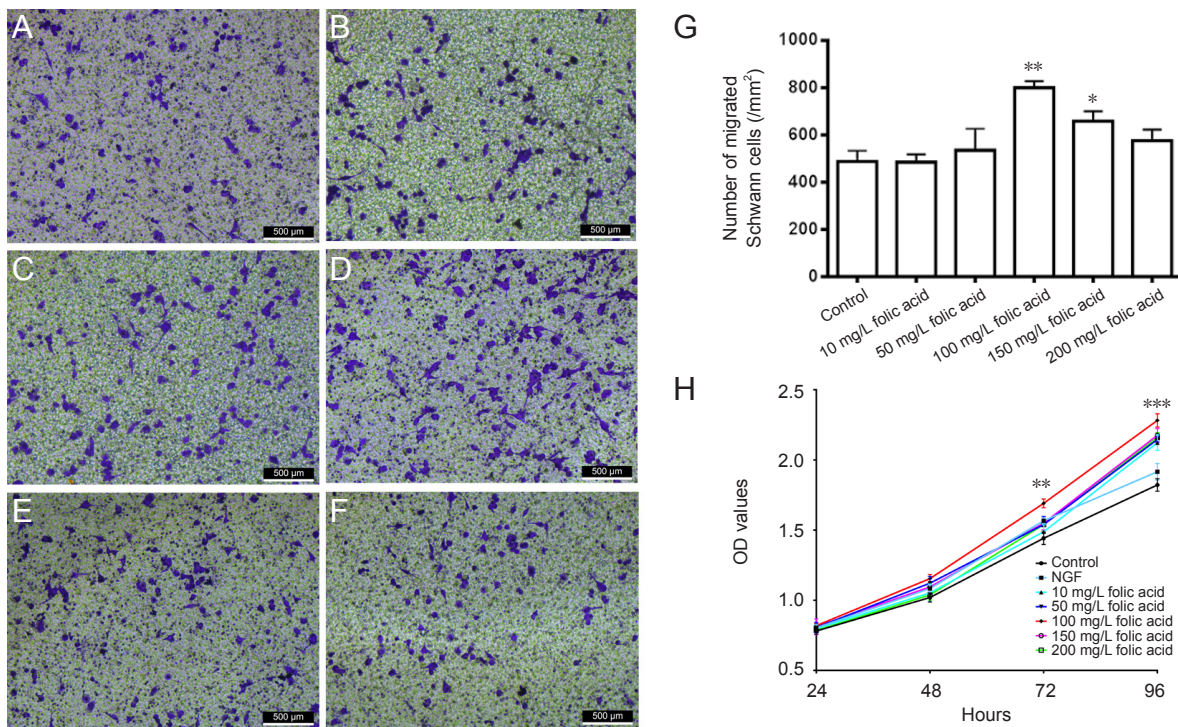 A
500 µm
B
500 µm
C
500 µm
D
500 µm
E
500 µm
F
500 µm
G
Number of migrated
Schwann cells (/mm²)
1000
800
600
400
200
0
**
*
Control
10 mg/L folic acid
50 mg/L folic acid
100 mg/L folic acid
150 mg/L folic acid
200 mg/L folic acid
H
OD values
2.5
2.0
1.5
1.0
0.5
**
***
Control
NGF
10 mg/L folic acid
50 mg/L folic acid
100 mg/L folic acid
150 mg/L folic acid
200 mg/L folic acid
24
48
72
96
Hours